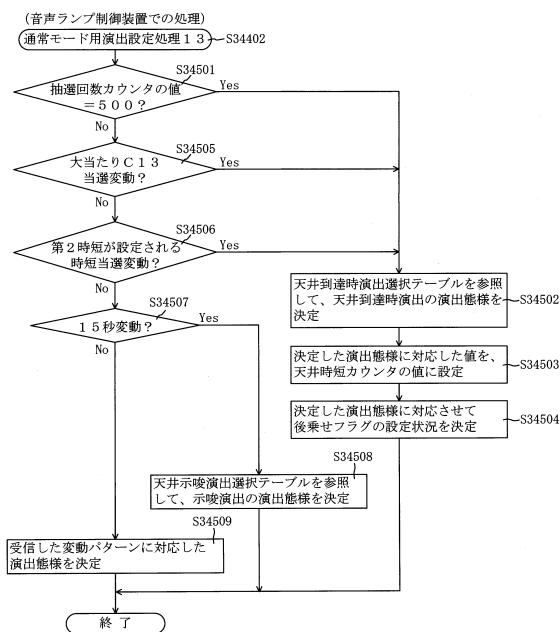 (音声ランプ制御装置での処理)
通常モード用演出設定処理13
S34402
S34501
抽選回数カウンタの値
=500?
Yes
No
S34505
大当たりC13
当選変動?
Yes
No
S34506
第2時短が設定される
時短当選変動?
Yes
No
S34507
15秒変動?
Yes
No
天井到達時演出選択テーブルを参照
して、天井到達時演出の演出態様を
決定
S34502
決定した演出態様に対応した値を、
天井時短カウンタの値に設定
S34503
決定した演出態様に対応させて
後乗せフラグの設定状況を決定
S34504
S34508
天井示唆演出選択テーブルを参照
して、示唆演出の演出態様を決定
S34509
受信した変動パターンに対応した
演出態様を決定
終了